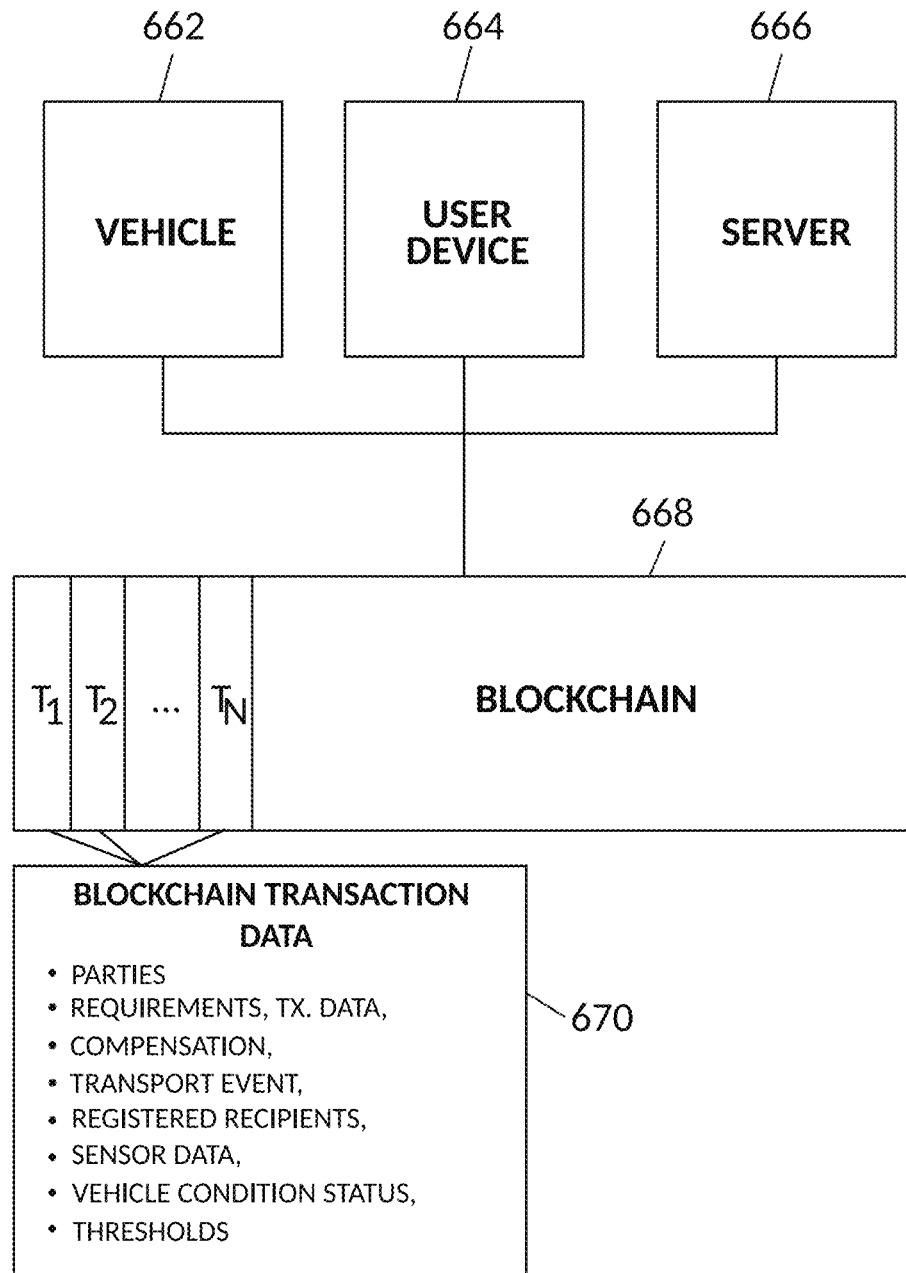 662
664
666
VEHICLE
USER
DEVICE
SERVER
668
T1
T2
...
TN
BLOCKCHAIN
BLOCKCHAIN TRANSACTION
DATA
• PARTIES
• REQUIREMENTS, TX. DATA,
• COMPENSATION,
• TRANSPORT EVENT,
• REGISTERED RECIPIENTS,
• SENSOR DATA,
• VEHICLE CONDITION STATUS,
• THRESHOLDS
670